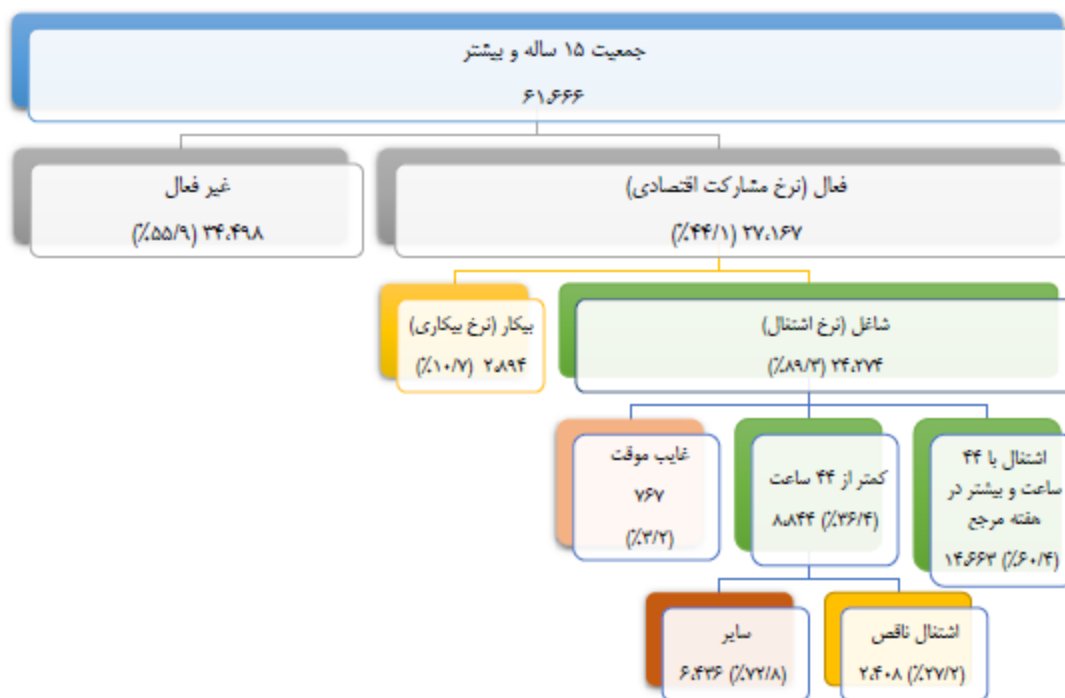 جمعیت ۱۵ ساله و بیشتر
۶۱،۶۶۶
فعال (نرخ مشارکت اقتصادی)
۲۷،۱۶۷ (۴۴/۱٪)
غیر فعال
۳۴،۴۹۸ (۵۵/۹٪)
شاغل (نرخ اشتغال)
۲۴،۲۷۴ (۸۹/۳٪)
بیکار (نرخ بیکاری)
۲،۸۹۴ (۱۰/۷٪)
اشتغال با ۴۴
ساعت و بیشتر در
هفته مرجع
۱۴،۶۶۳ (۶۰/۴٪)
کمتر از ۴۴ ساعت
۸،۸۴۴ (۳۶/۴٪)
غایب موقت
۷۶۷
(۳/۲٪)
اشتغال ناقص
۲،۴۰۸ (۲۷/۲٪)
سایر
۶،۴۳۶ (۷۲/۸٪)